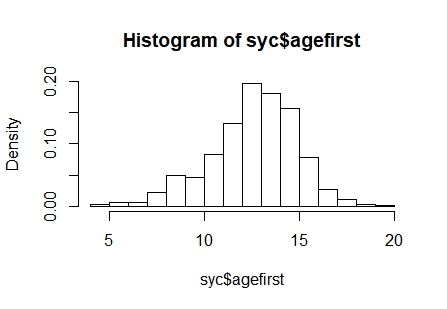 Histogram of syc$agefirst
Density
0.20
0.10
0.00
5 10 15 20
syc$agefirst